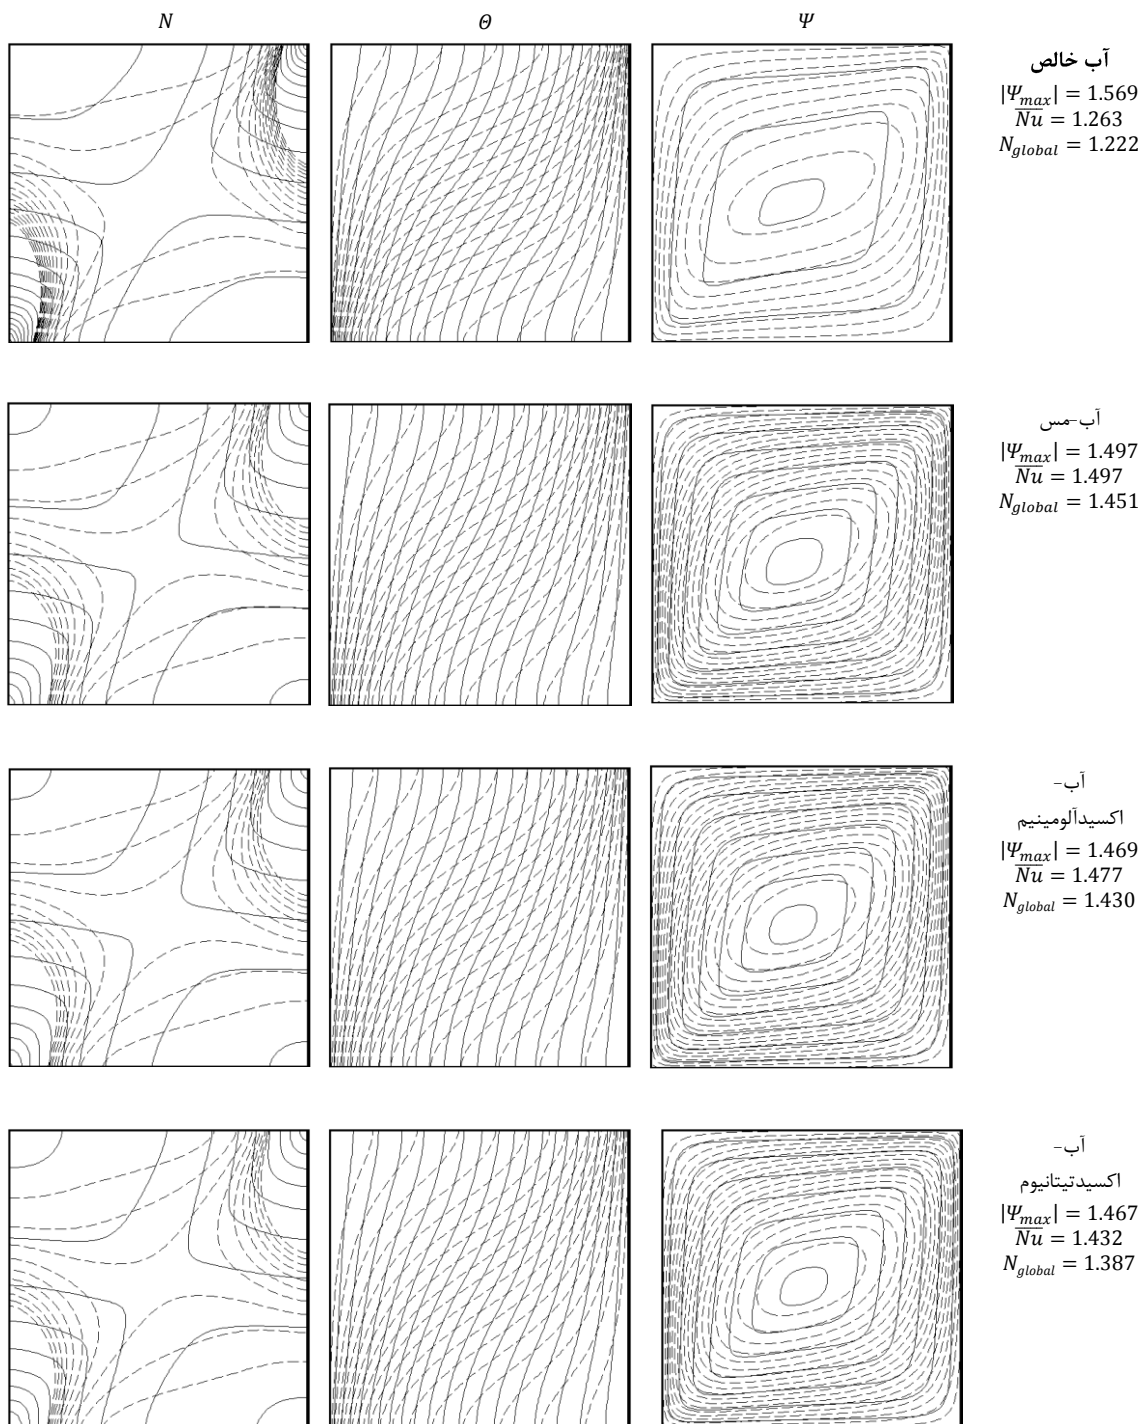 N Θ Ψ
آب خالص
|Ψmax| = 1.569
Nu = 1.263
Nglobal = 1.222
آب-مس
|Ψmax| = 1.497
Nu = 1.497
Nglobal = 1.451
آب-
اکسیدآلومینیم
|Ψmax| = 1.469
Nu = 1.477
Nglobal = 1.430
آب-
اکسیدتیتانیوم
|Ψmax| = 1.467
Nu = 1.432
Nglobal = 1.387